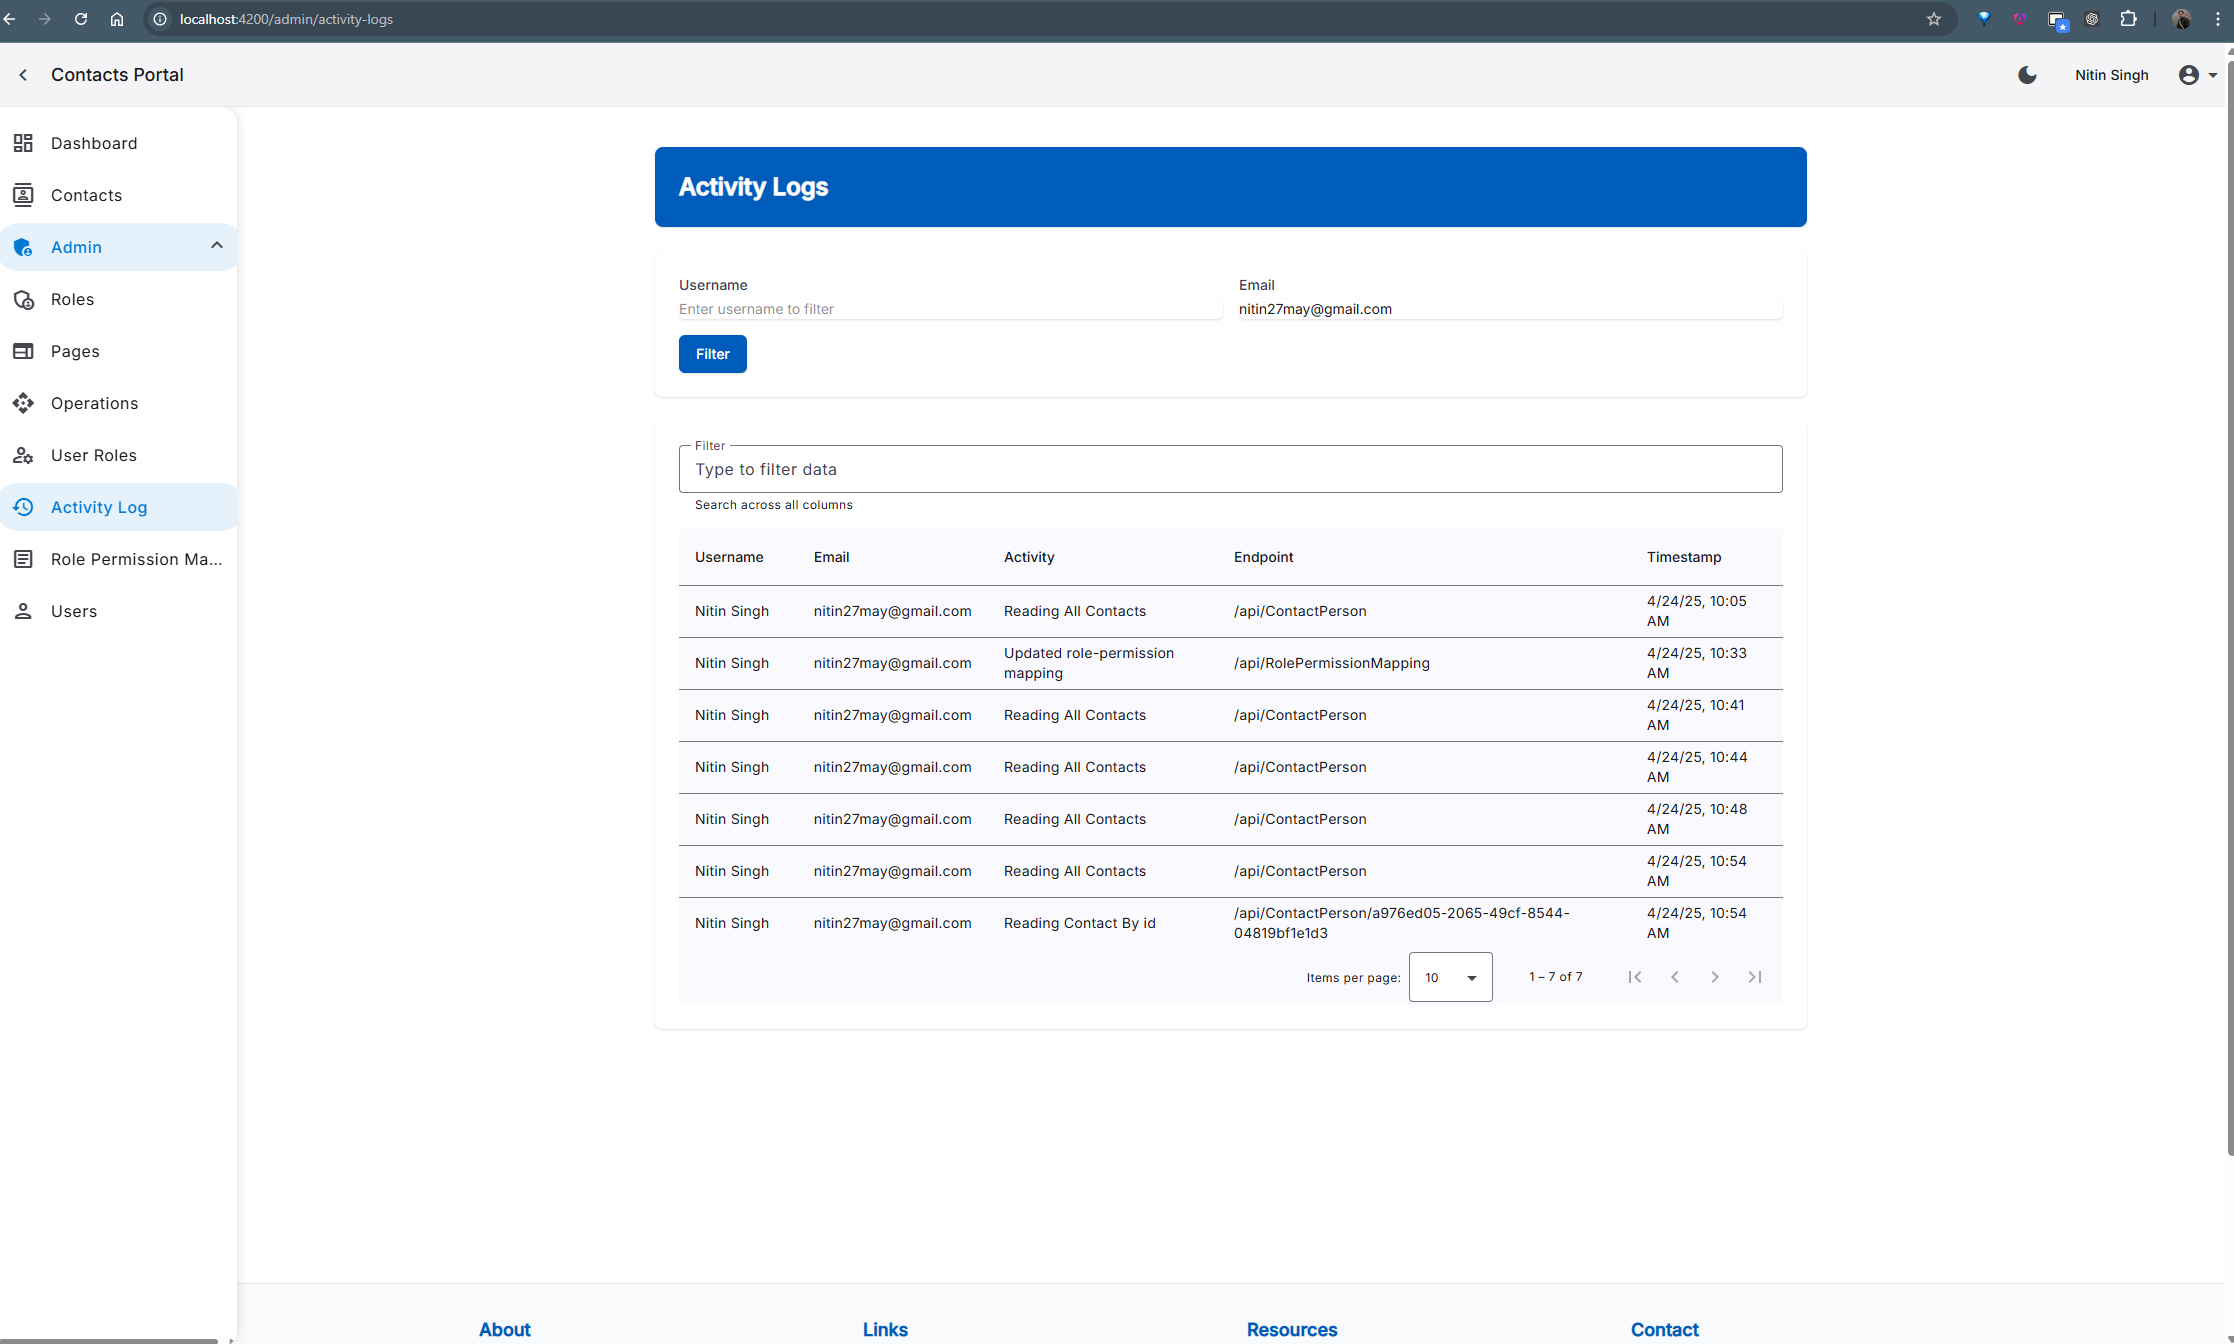 localhost:4200/admin/activity-logs
Contacts Portal
Nitin Singh
Dashboard
Contacts
Admin
Roles
Pages
Operations
User Roles
Activity Log
Role Permission Ma...
Users
Activity Logs
Username
Enter username to filter
Email
nitin27may@gmail.com
Filter
Filter
Type to filter data
Search across all columns
Username Email Activity Endpoint Timestamp
Nitin Singh nitin27may@gmail.com Reading All Contacts /api/ContactPerson 4/24/25, 10:05
AM
Nitin Singh nitin27may@gmail.com Updated role-permission
mapping /api/RolePermissionMapping 4/24/25, 10:33
AM
Nitin Singh nitin27may@gmail.com Reading All Contacts /api/ContactPerson 4/24/25, 10:41
AM
Nitin Singh nitin27may@gmail.com Reading All Contacts /api/ContactPerson 4/24/25, 10:44
AM
Nitin Singh nitin27may@gmail.com Reading All Contacts /api/ContactPerson 4/24/25, 10:48
AM
Nitin Singh nitin27may@gmail.com Reading All Contacts /api/ContactPerson 4/24/25, 10:54
AM
Nitin Singh nitin27may@gmail.com Reading Contact By id /api/ContactPerson/a976ed05-2065-49cf-8544-
04819bf1e1d3 4/24/25, 10:54
AM
Items per page: 10 1 – 7 of 7
About Links Resources Contact